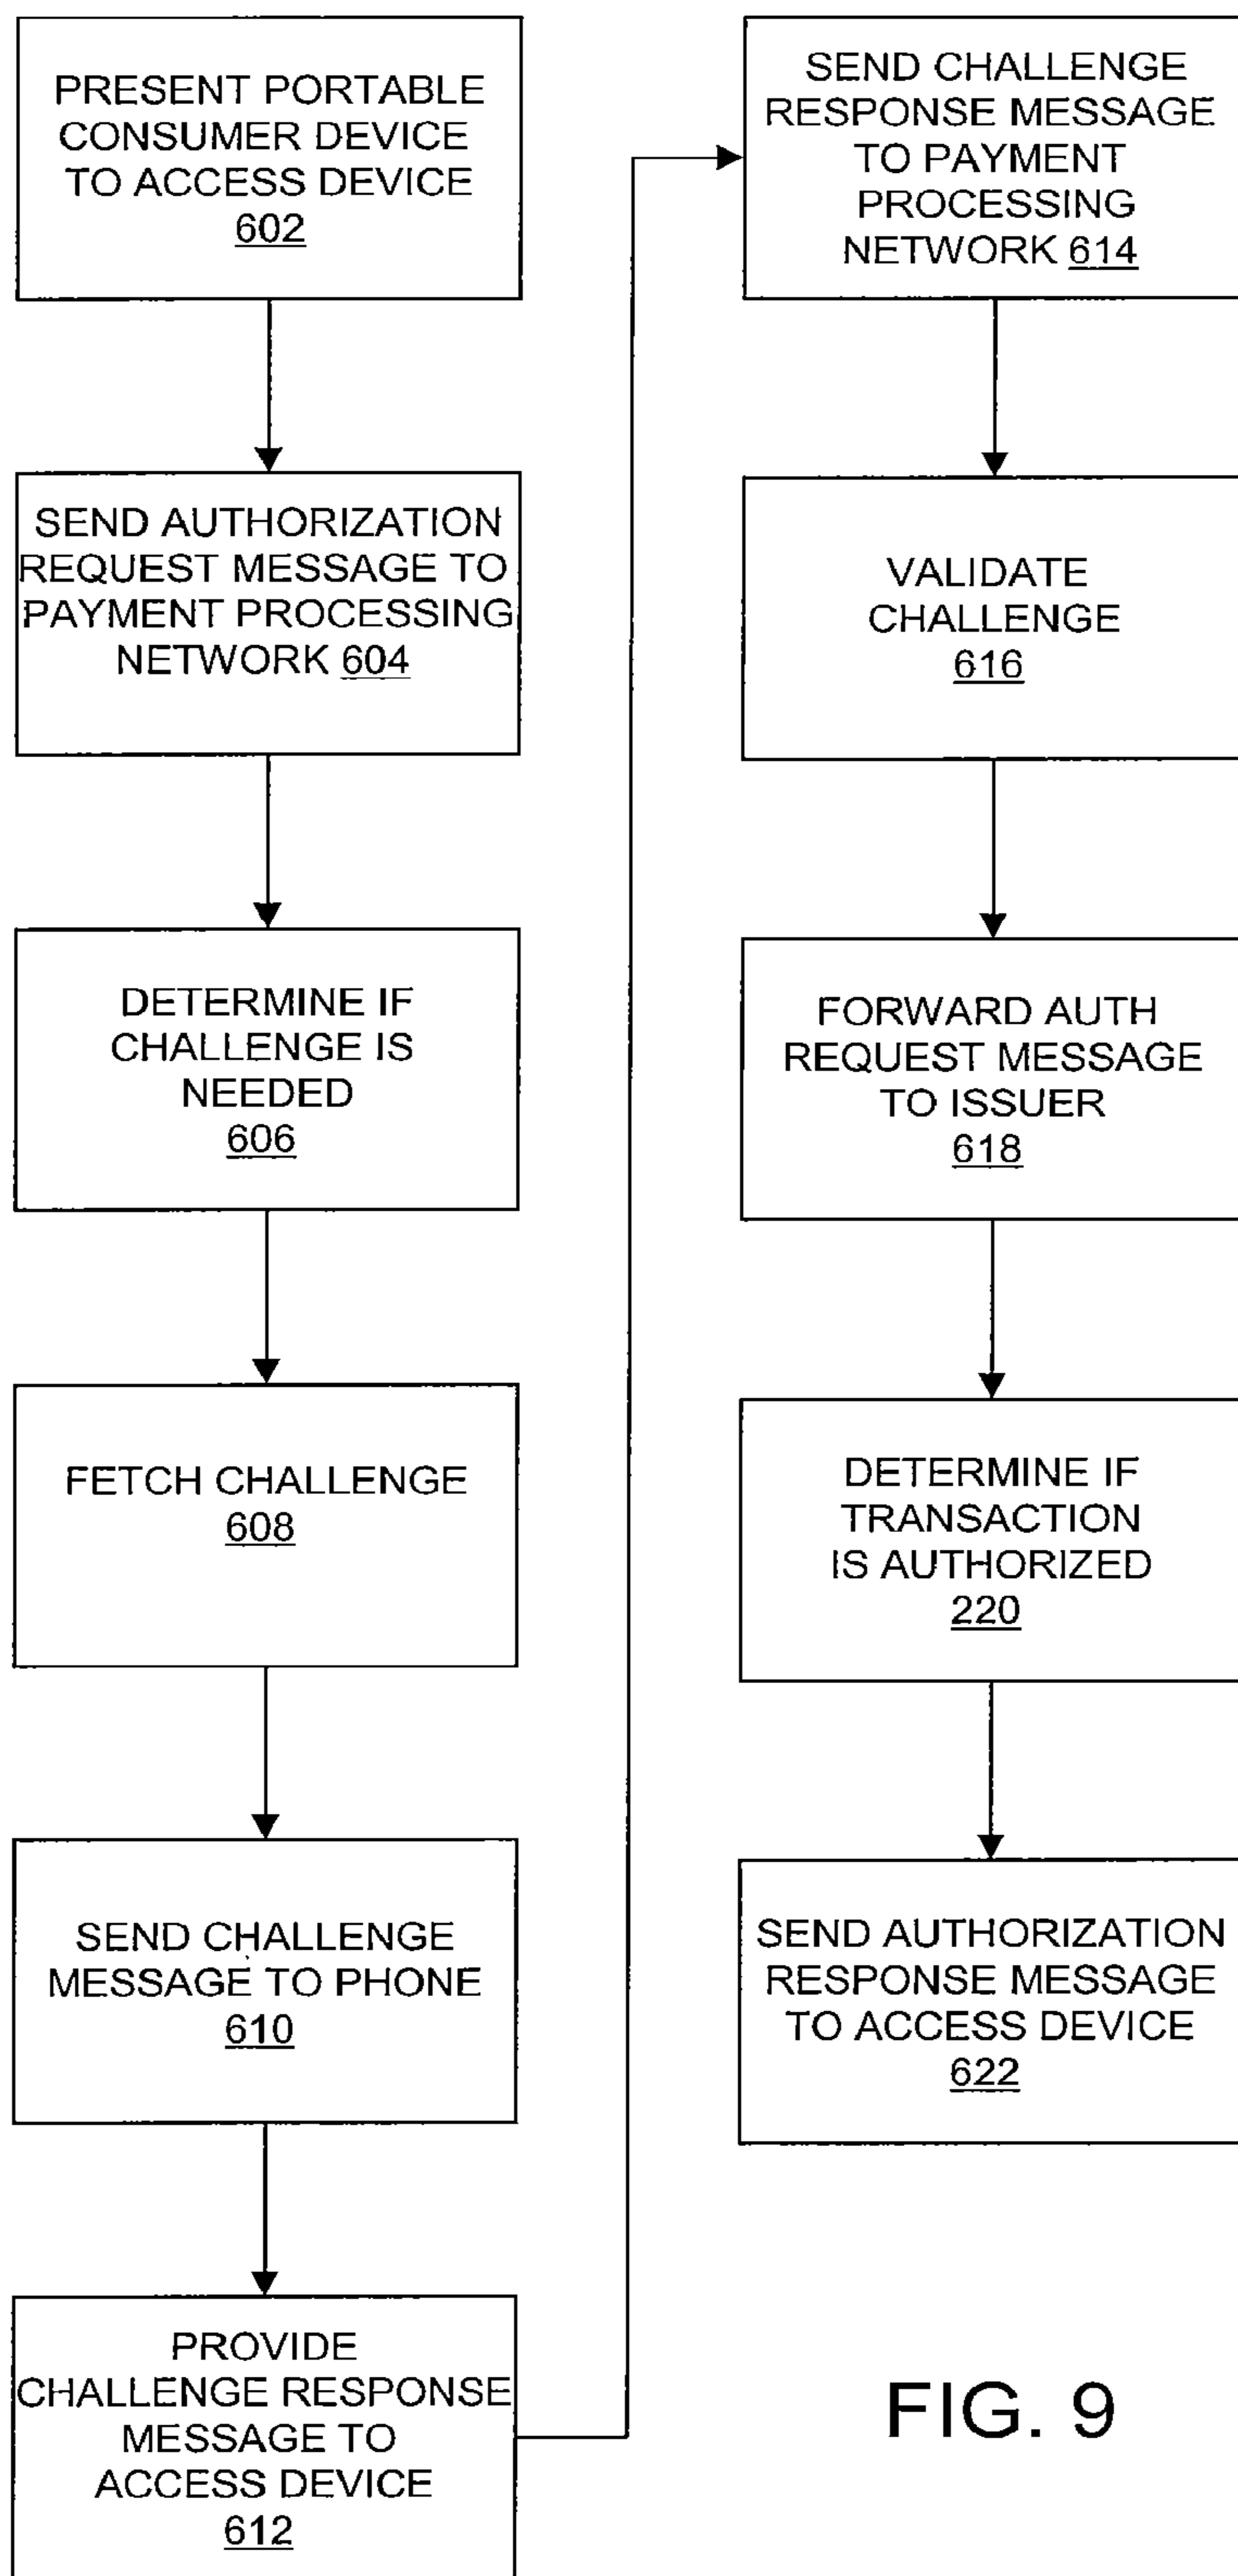 PRESENT PORTABLE
CONSUMER DEVICE
TO ACCESS DEVICE
602
SEND AUTHORIZATION
REQUEST MESSAGE TO
PAYMENT PROCESSING
NETWORK 604
DETERMINE IF
CHALLENGE IS
NEEDED
606
FETCH CHALLENGE
608
SEND CHALLENGE
MESSAGE TO PHONE
610
PROVIDE
CHALLENGE RESPONSE
MESSAGE TO
ACCESS DEVICE
612
SEND CHALLENGE
RESPONSE MESSAGE
TO PAYMENT
PROCESSING
NETWORK 614
VALIDATE
CHALLENGE
616
FORWARD AUTH
REQUEST MESSAGE
TO ISSUER
618
DETERMINE IF
TRANSACTION
IS AUTHORIZED
220
SEND AUTHORIZATION
RESPONSE MESSAGE
TO ACCESS DEVICE
622
FIG. 9